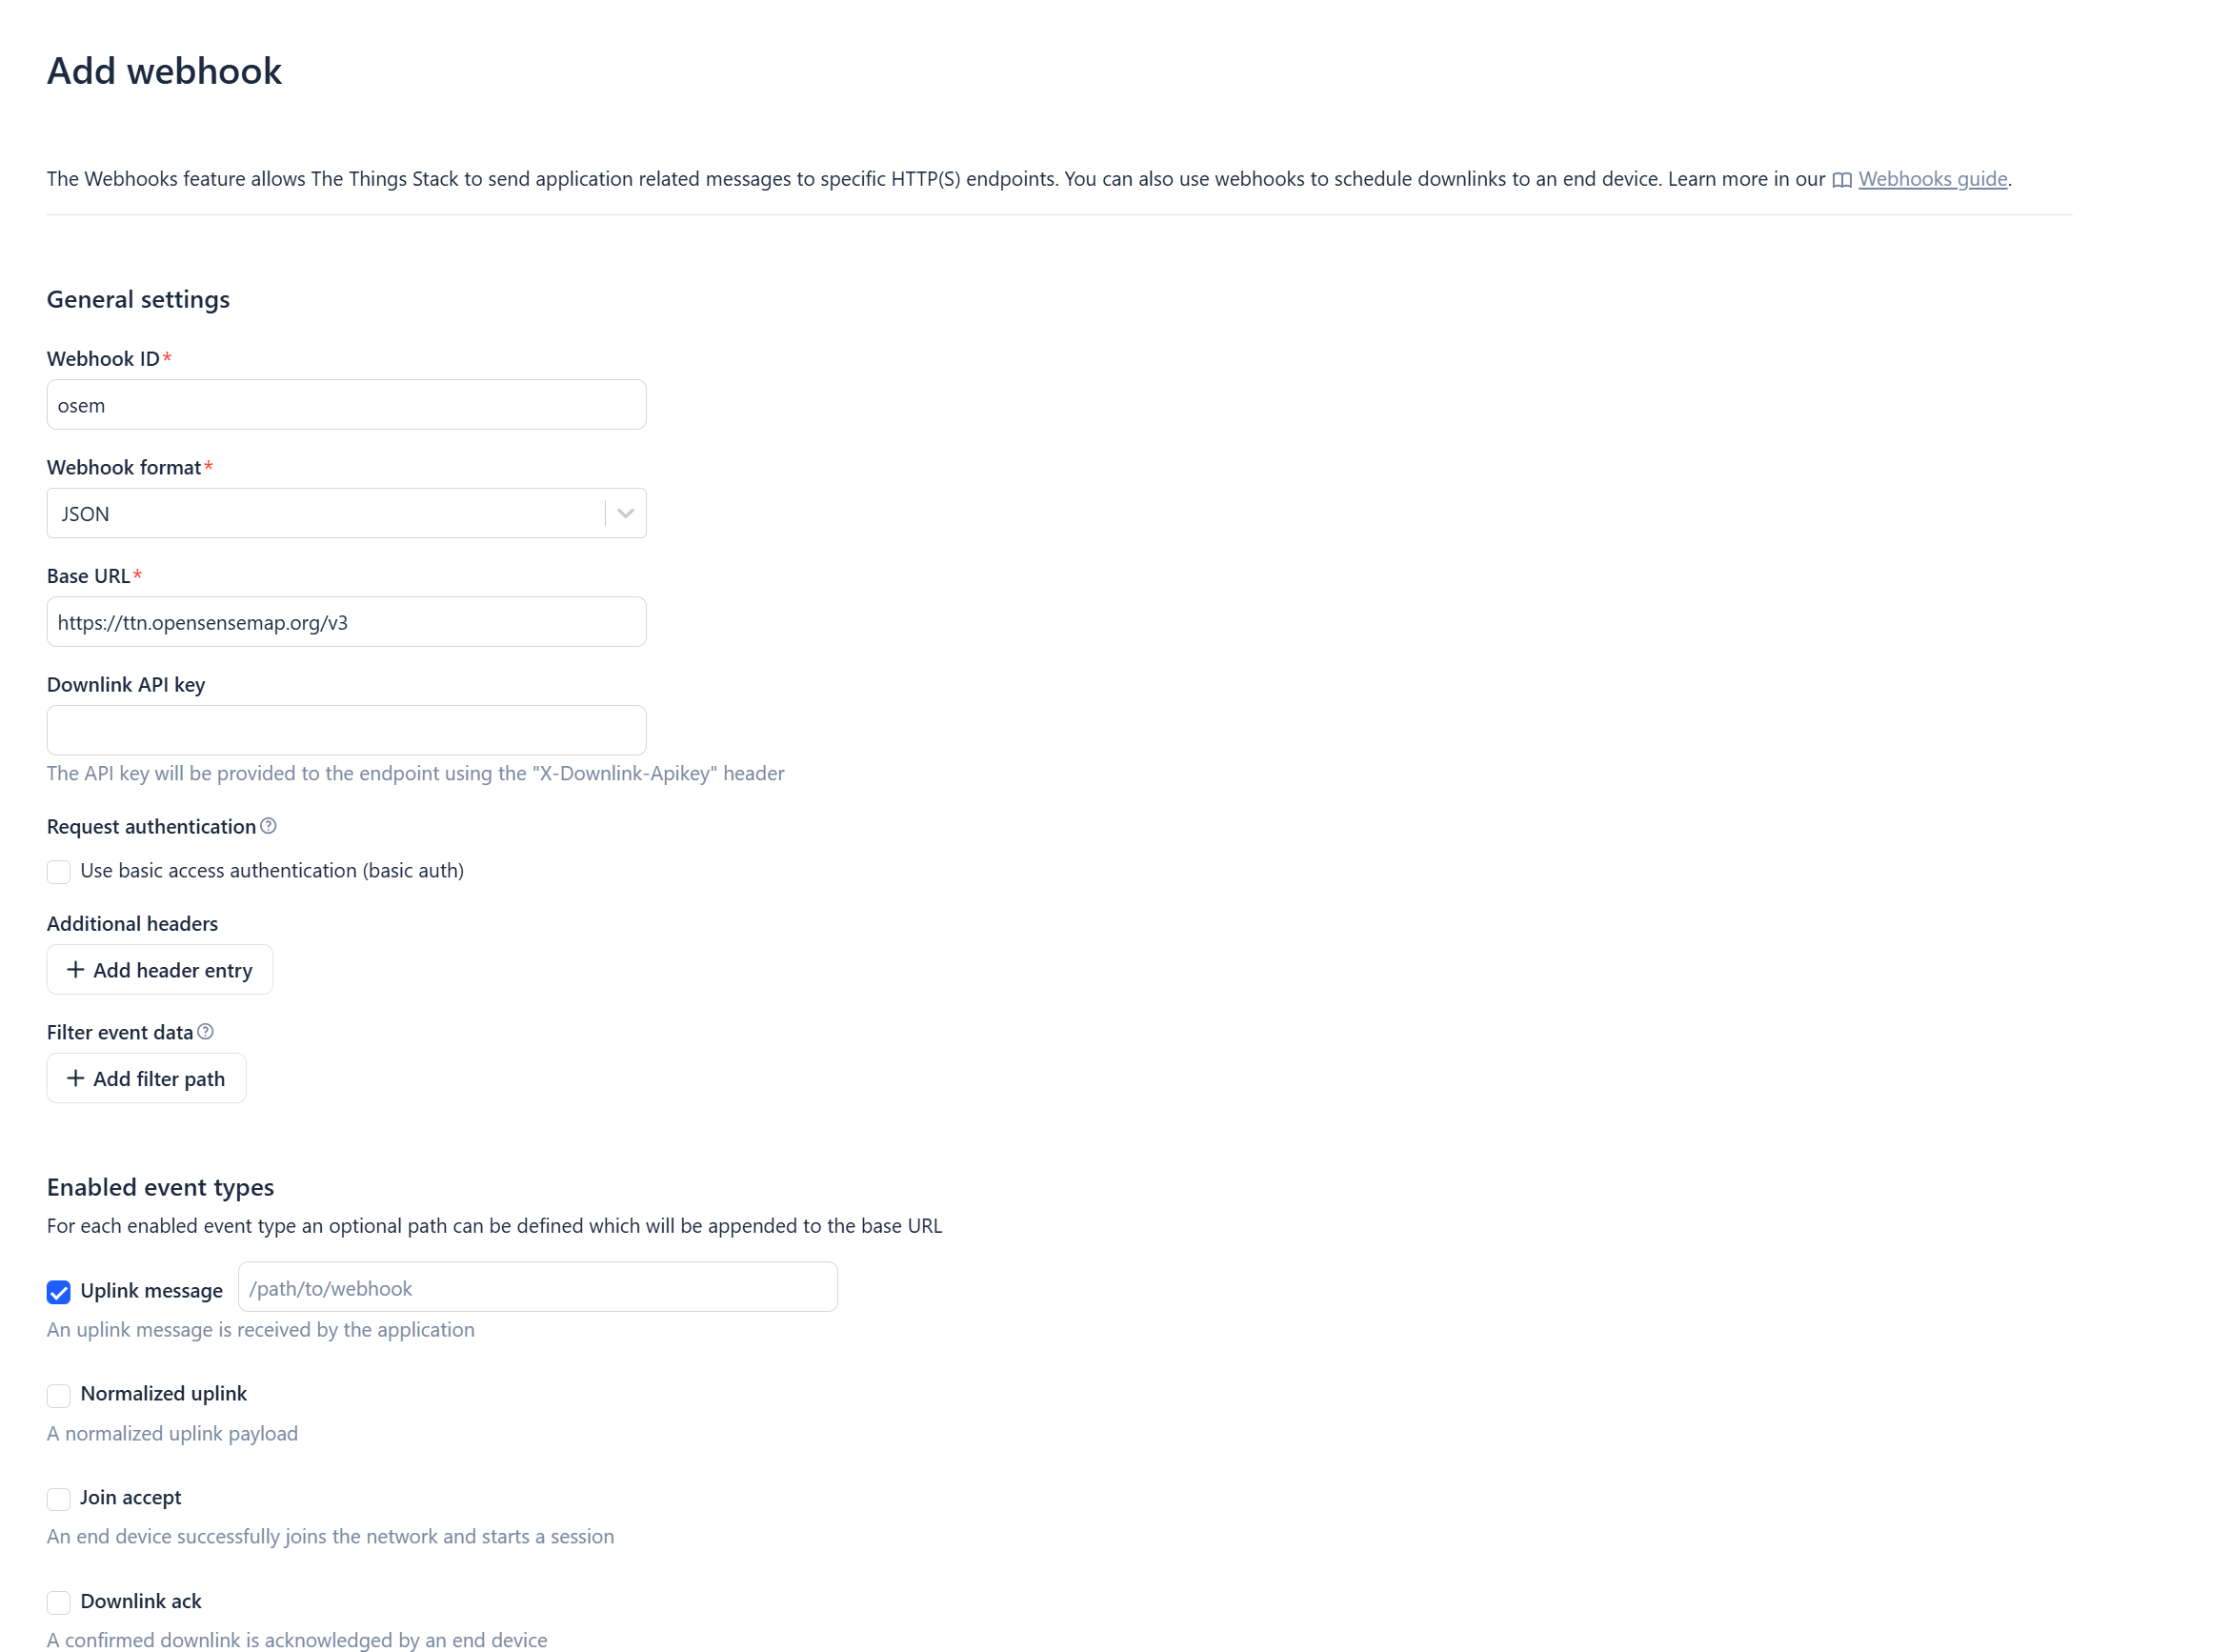 Add webhook
The Webhooks feature allows The Things Stack to send application related messages to specific HTTP(S) endpoints. You can also use webhooks to schedule downlinks to an end device. Learn more in our Webhooks guide.
General settings
Webhook ID*
osem
Webhook format*
JSON
Base URL*
https://ttn.opensensemap.org/v3
Downlink API key
The API key will be provided to the endpoint using the "X-Downlink-Apikey" header
Request authentication
Use basic access authentication (basic auth)
Additional headers
+ Add header entry
Filter event data
+ Add filter path
Enabled event types
For each enabled event type an optional path can be defined which will be appended to the base URL
Uplink message /path/to/webhook
An uplink message is received by the application
Normalized uplink
A normalized uplink payload
Join accept
An end device successfully joins the network and starts a session
Downlink ack
A confirmed downlink is acknowledged by an end device